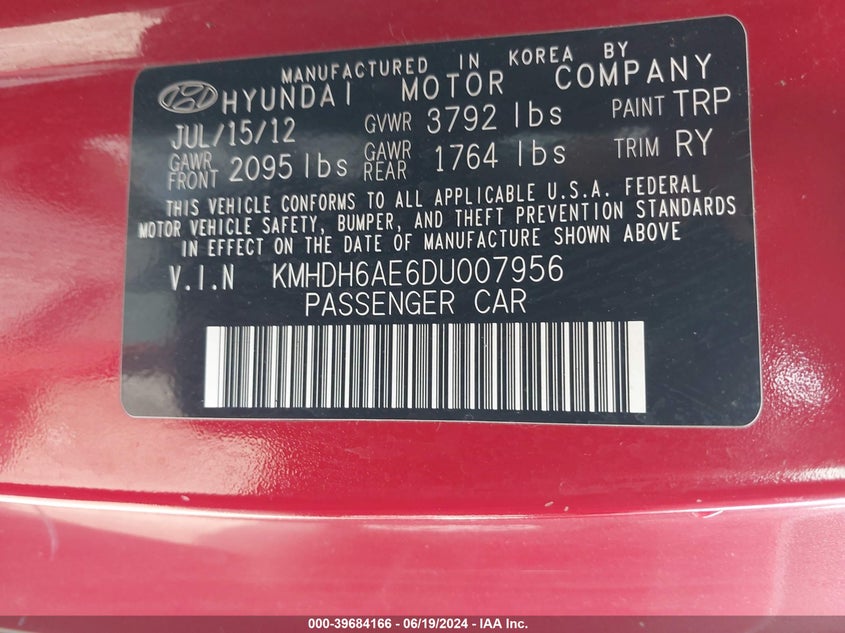 MANUFACTURED IN KOREA BY
HYUNDAI MOTOR COMPANY
JUL/15/12 GVWR 3792 lbs PAINT TRP
GAWR FRONT 2095 lbs GAWR REAR 1764 lbs TRIM RY
THIS VEHICLE CONFORMS TO ALL APPLICABLE U.S.A. FEDERAL
MOTOR VEHICLE SAFETY, BUMPER, AND THEFT PREVENTION STANDARDS
IN EFFECT ON THE DATE OF MANUFACTURE SHOWN ABOVE
V.I.N KMHDH6AE6DU007956
PASSENGER CAR
000-39684166 - 06/19/2024 - IAA Inc.